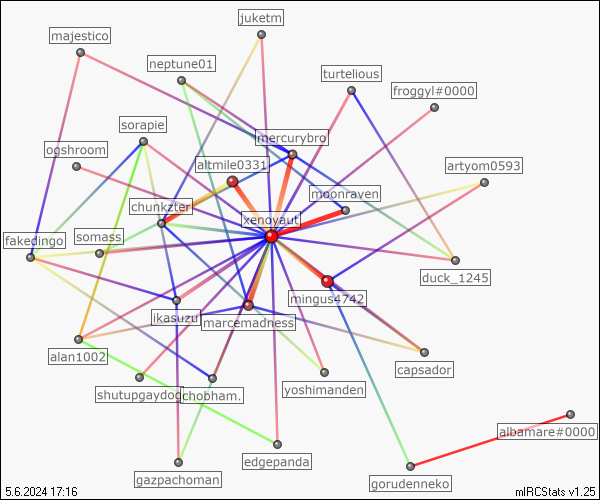 juketm
majestico
neptune01
turtelious
froggyl#0000
sorapie
mercurybro
ogshroom
altmile0331
artyom0593
moonraven
chunkzter
xenoyaut
fakedingo
somass
duck_1245
mingus4742
ikasuzu
marcemadness
alan1002
capsador
shutupgaydog
chobham.
yoshimanden
albamare#0000
edgepanda
gazpachoman
gorudenneko
5.6.2024 17:16
mIRCStats v1.25